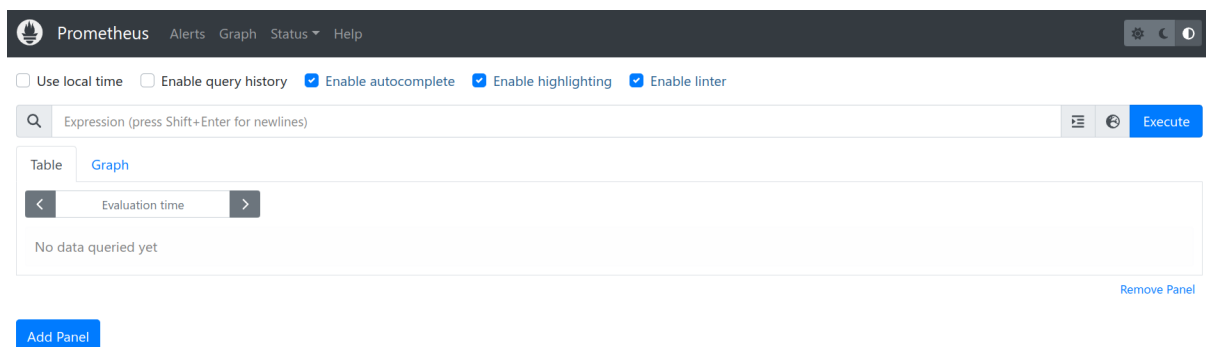 Prometheus Alerts Graph Status Help
Use local time Enable query history Enable autocomplete Enable highlighting Enable linter
Expression (press Shift+Enter for newlines) Execute
Table Graph
Evaluation time
No data queried yet
Remove Panel
Add Panel